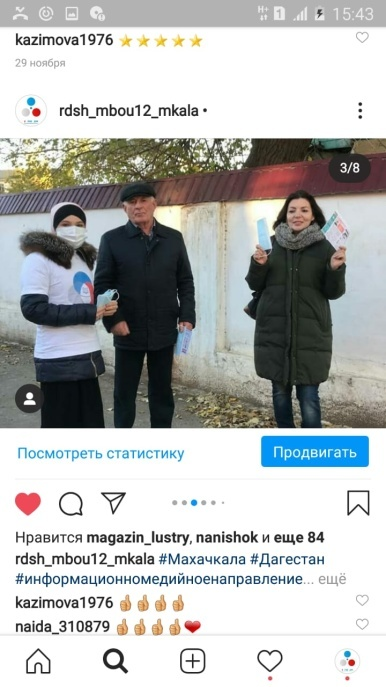 15:43
kazimova1976 ⭐⭐⭐⭐⭐
29 ноября
rdsh_mbou12_mkala •
3/8
Посмотреть статистику
Продвигать
Нравится magazin_lustry, nanishok и еще 84
rdsh_mbou12_mkala #Махачкала #Дагестан
#информационномедийноенаправление... ещё
kazimova1976 👍👍👍👍
naida_310879 👍👍👍👍❤️